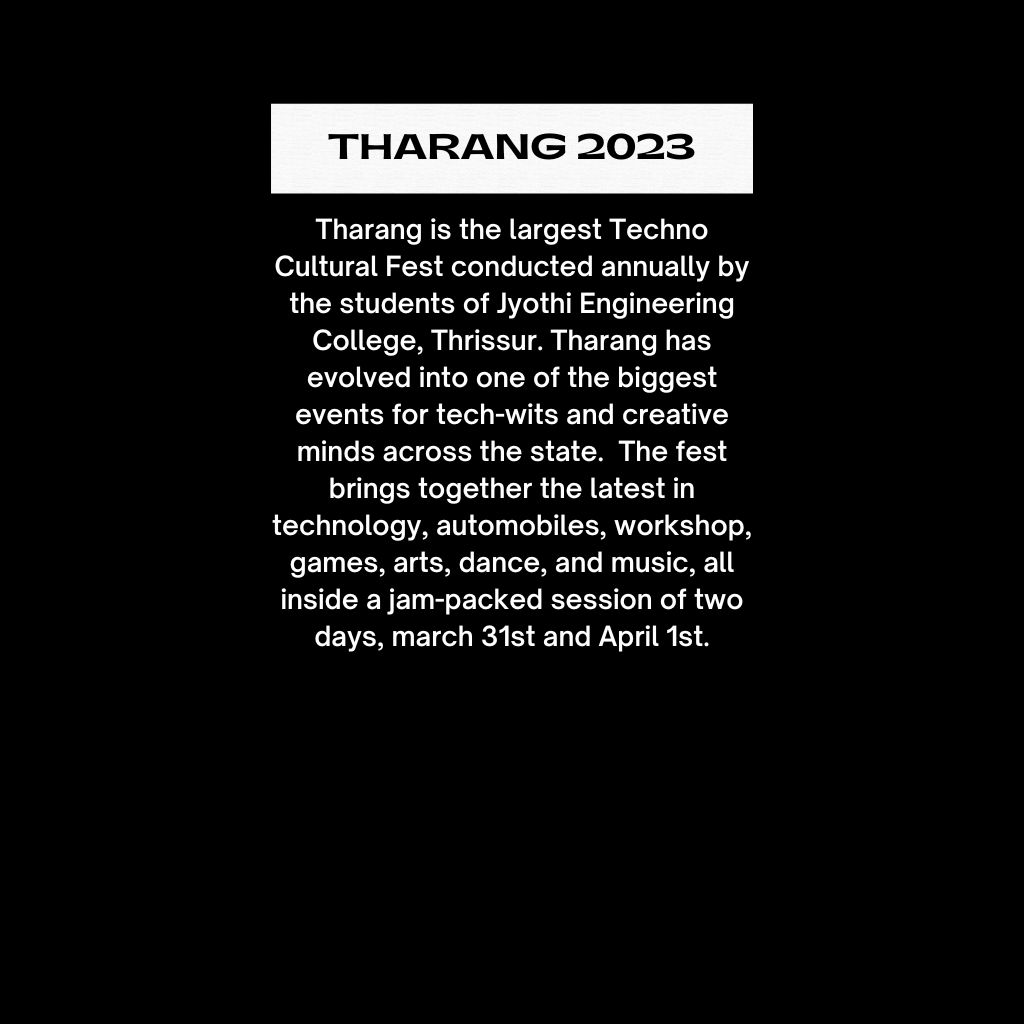 THARANG 2023
Tharang is the largest Techno
Cultural Fest conducted annually by
the students of Jyothi Engineering
College, Thrissur. Tharang has
evolved into one of the biggest
events for tech-wits and creative
minds across the state.  The fest
brings together the latest in
technology, automobiles, workshop,
games, arts, dance, and music, all
inside a jam-packed session of two
days, march 31st and April 1st.